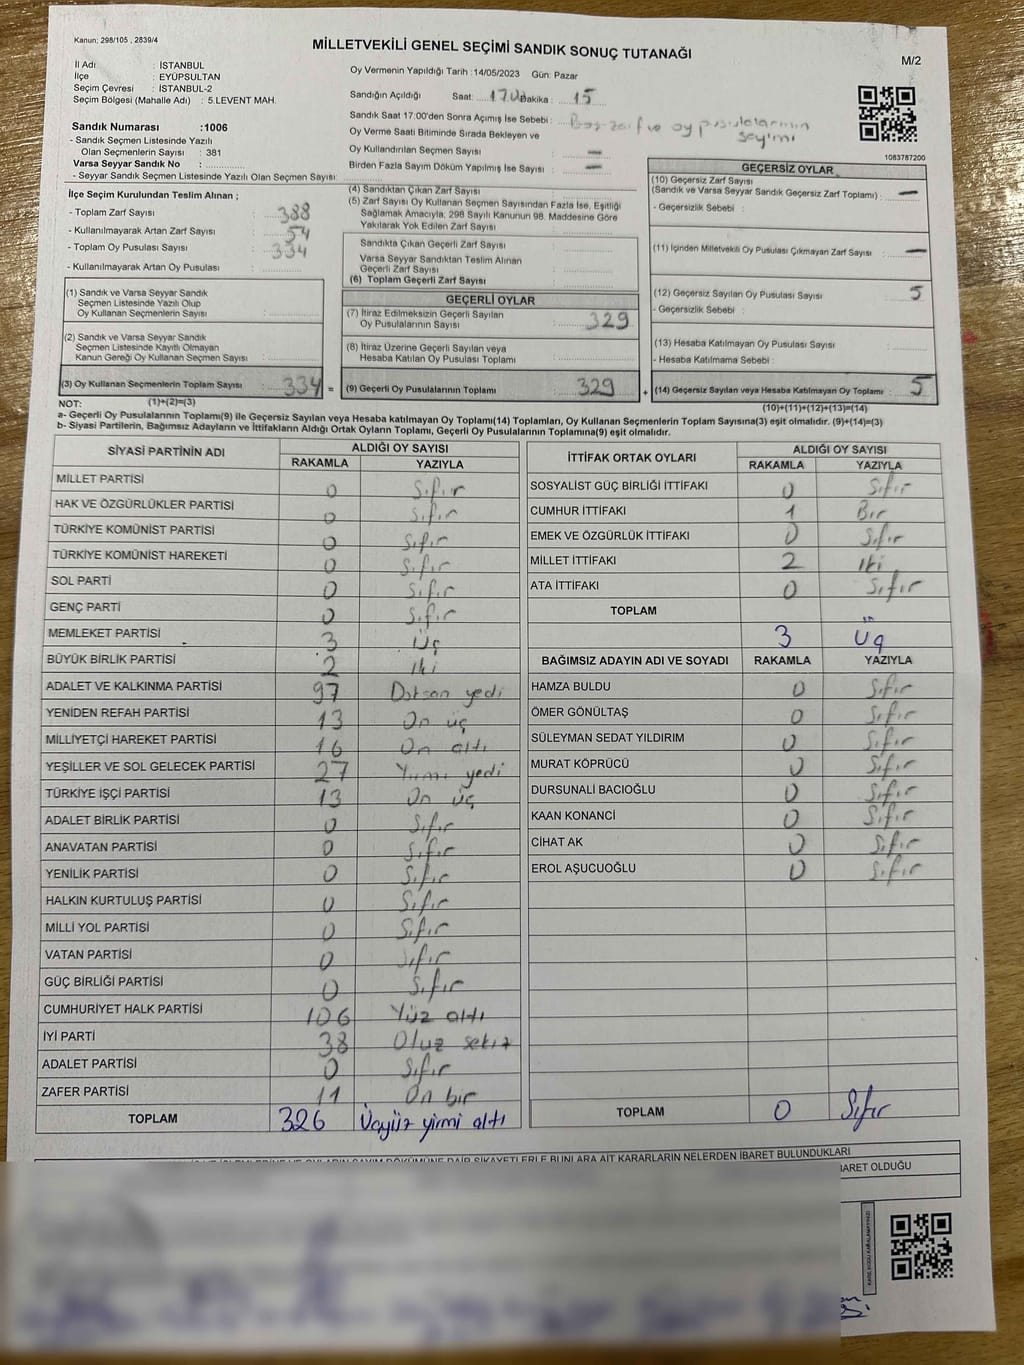 Kanun; 298/105 , 2839/4
MİLLETVEKİLİ GENEL SEÇİMİ SANDIK SONUÇ TUTANAĞI
M/2
İl Adı : İSTANBUL
İlçe : EYÜPSULTAN
Seçim Çevresi : İSTANBUL-2
Seçim Bölgesi (Mahalle Adı) : 5.LEVENT MAH.
Sandık Numarası :1006
- Sandık Seçmen Listesinde Yazılı
Olan Seçmenlerin Sayısı : 381
Varsa Seyyar Sandık No :
- Seyyar Sandık Seçmen Listesinde Yazılı Olan Seçmen Sayısı:
Oy Vermenin Yapıldığı Tarih :14/05/2023 Gün: Pazar
Sandığın Açıldığı Saat: 17.00 Dakika : 15
Sandık Saat 17:00'den Sonra Açımış İse Sebebi : Boş zarf ve oy pusulalarının
sayımı
Oy Verme Saati Bitiminde Sırada Bekleyen ve
Oy Kullandırılan Seçmen Sayısı : —
Birden Fazla Sayım Döküm Yapılmış İse Sayısı : —
1083787200
İlçe Seçim Kurulundan Teslim Alınan ;
- Toplam Zarf Sayısı : 388
- Kullanılmayarak Artan Zarf Sayısı : 54
- Toplam Oy Pusulası Sayısı : 334
- Kullanılmayarak Artan Oy Pusulası :
(1) Sandık ve Varsa Seyyar Sandık
Seçmen Listesinde Yazılı Olup
Oy Kullanan Seçmenlerin Sayısı :
(2) Sandık ve Varsa Seyyar Sandık
Seçmen Listesinde Kayıtlı Olmayan
Kanun Gereği Oy Kullanan Seçmen Sayısı :
(3) Oy Kullanan Seçmenlerin Toplam Sayısı : 334 =
(1)+(2)=(3)
(4) Sandıktan Çıkan Zarf Sayısı :
(5) Zarf Sayısı Oy Kullanan Seçmen Sayısından Fazla İse, Eşitliği
Sağlamak Amacıyla; 298 Sayılı Kanunun 98. Maddesine Göre
Yakılarak Yok Edilen Zarf Sayısı :
Sandıkta Çıkan Geçerli Zarf Sayısı :
Varsa Seyyar Sandıktan Teslim Alınan
Geçerli Zarf Sayısı :
(6) Toplam Geçerli Zarf Sayısı :
GEÇERLİ OYLAR
(7) İtiraz Edilmeksizin Geçerli Sayılan
Oy Pusulalarının Sayısı : 329
(8) İtiraz Üzerine Geçerli Sayılan veya
Hesaba Katılan Oy Pusulası Toplamı :
(9) Geçerli Oy Pusulalarının Toplamı : 329 +
GEÇERSİZ OYLAR
(10) Geçersiz Zarf Sayısı
(Sandık ve Varsa Seyyar Sandık Geçersiz Zarf Toplamı) : —
- Geçersizlik Sebebi :
(11) İçinden Milletvekili Oy Pusulası Çıkmayan Zarf Sayısı : —
(12) Geçersiz Sayılan Oy Pusulası Sayısı : 5
- Geçersizlik Sebebi :
(13) Hesaba Katılmayan Oy Pusulası Sayısı :
- Hesaba Katılmama Sebebi :
(14) Geçersiz Sayılan veya Hesaba Katılmayan Oy Toplamı : 5
(10)+(11)+(12)+(13)=(14)
NOT:
a- Geçerli Oy Pusulalarının Toplamı(9) ile Geçersiz Sayılan veya Hesaba katılmayan Oy Toplamı(14) Toplamları, Oy Kullanan Seçmenlerin Toplam Sayısına(3) eşit olmalıdır. (9)+(14)=(3)
b- Siyasi Partilerin, Bağımsız Adayların ve İttifakların Aldığı Ortak Oyların Toplamı, Geçerli Oy Pusulalarının Toplamına(9) eşit olmalıdır.
SİYASİ PARTİNİN ADI ALDIĞI OY SAYISI
RAKAMLA YAZIYLA
MİLLET PARTİSİ 0 Sıfır
HAK VE ÖZGÜRLÜKLER PARTİSİ 0 Sıfır
TÜRKİYE KOMÜNİST PARTİSİ 0 Sıfır
TÜRKİYE KOMÜNİST HAREKETİ 0 Sıfır
SOL PARTİ 0 Sıfır
GENÇ PARTİ 0 Sıfır
MEMLEKET PARTİSİ 3 Üç
BÜYÜK BİRLİK PARTİSİ 2 İki
ADALET VE KALKINMA PARTİSİ 97 Doksan yedi
YENİDEN REFAH PARTİSİ 13 On üç
MİLLİYETÇİ HAREKET PARTİSİ 16 On altı
YEŞİLLER VE SOL GELECEK PARTİSİ 27 Yirmi yedi
TÜRKİYE İŞÇİ PARTİSİ 13 On üç
ADALET BİRLİK PARTİSİ 0 Sıfır
ANAVATAN PARTİSİ 0 Sıfır
YENİLİK PARTİSİ 0 Sıfır
HALKIN KURTULUŞ PARTİSİ 0 Sıfır
MİLLİ YOL PARTİSİ 0 Sıfır
VATAN PARTİSİ 0 Sıfır
GÜÇ BİRLİĞİ PARTİSİ 0 Sıfır
CUMHURİYET HALK PARTİSİ 106 Yüz altı
İYİ PARTİ 38 Otuz sekiz
ADALET PARTİSİ 0 Sıfır
ZAFER PARTİSİ 11 On bir
TOPLAM 326 Üçyüz yirmi altı
İTTİFAK ORTAK OYLARI ALDIĞI OY SAYISI
RAKAMLA YAZIYLA
SOSYALİST GÜÇ BİRLİĞİ İTTİFAKI 0 Sıfır
CUMHUR İTTİFAKI 1 Bir
EMEK VE ÖZGÜRLÜK İTTİFAKI 0 Sıfır
MİLLET İTTİFAKI 2 İki
ATA İTTİFAKI 0 Sıfır
TOPLAM
3 Üç
BAĞIMSIZ ADAYIN ADI VE SOYADI RAKAMLA YAZIYLA
HAMZA BULDU 0 Sıfır
ÖMER GÖNÜLTAŞ 0 Sıfır
SÜLEYMAN SEDAT YILDIRIM 0 Sıfır
MURAT KÖPRÜCÜ 0 Sıfır
DURSUNALİ BACIOĞLU 0 Sıfır
KAAN KONANCİ 0 Sıfır
CİHAT AK 0 Sıfır
EROL AŞUCUOĞLU 0 Sıfır
TOPLAM 0 Sıfır
DAİR ŞİKAYETLERLE BUNLARA AİT KARARLARIN NELERDEN İBARET BULUNDUKLARI
İBARET OLDUĞU